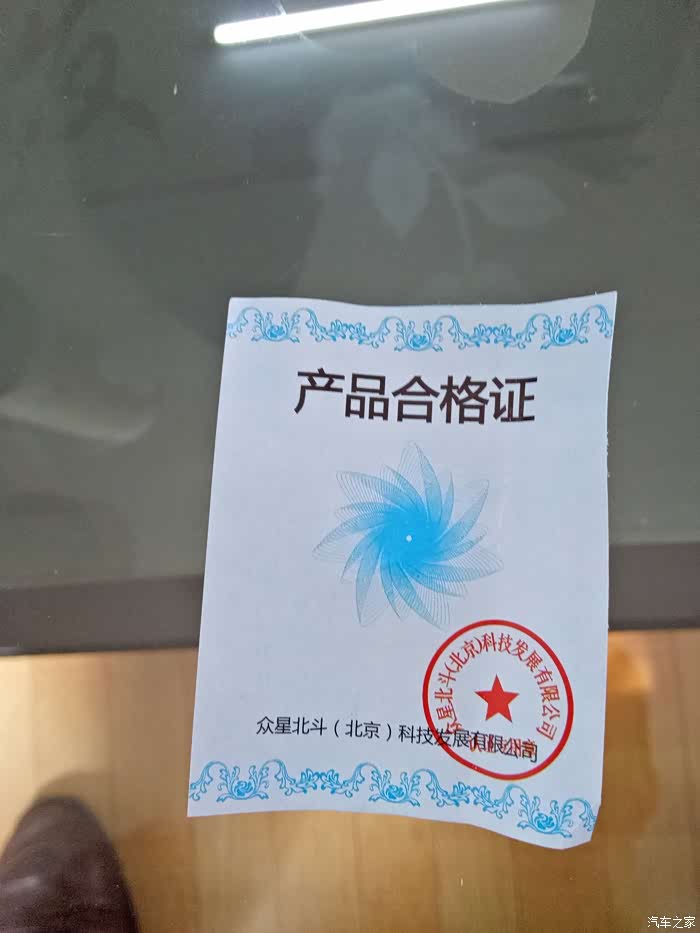 产品合格证
众星北斗(北京)科技发展有限公司
众星北斗（北京）科技发展有限公司
汽车之家